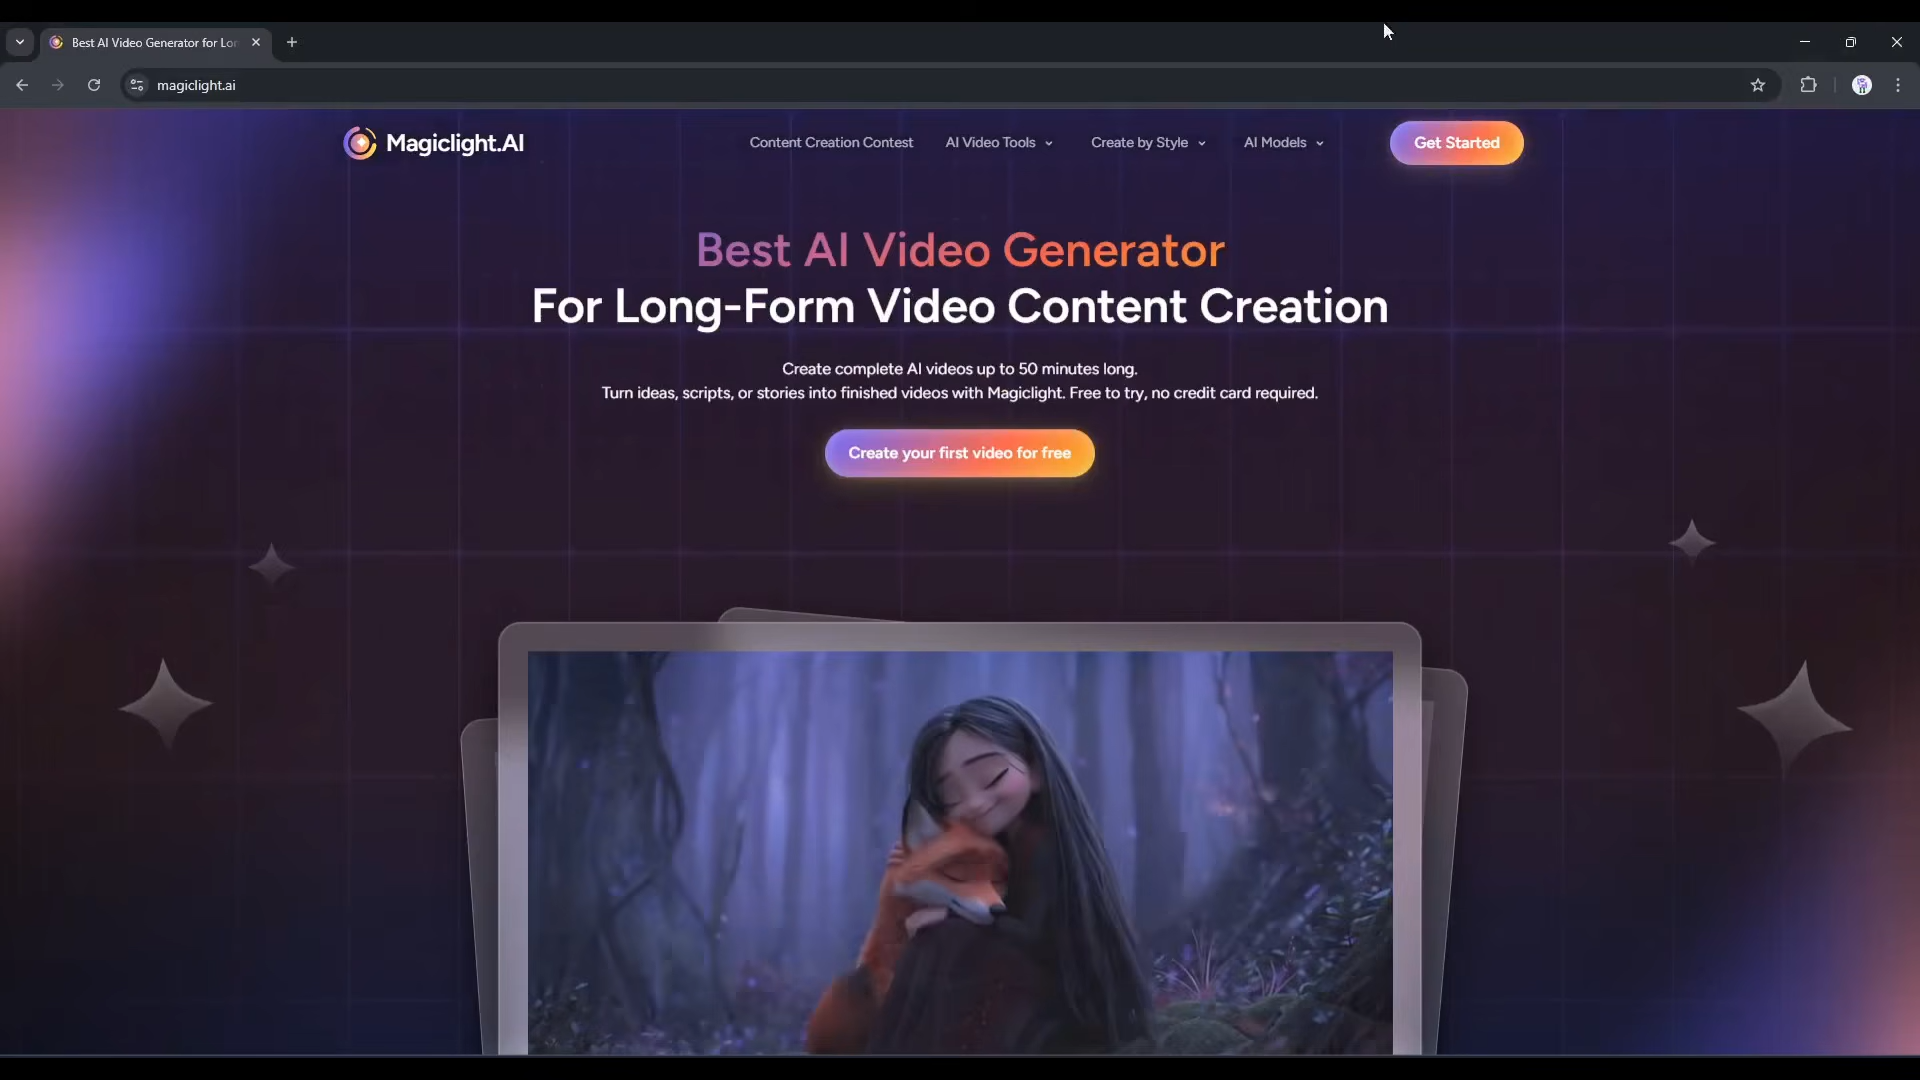 Best AI Video Generator for Lon
magiclight.ai
Magiclight.AI
Content Creation Contest
AI Video Tools
Create by Style
AI Models
Get Started
Best AI Video Generator
For Long-Form Video Content Creation
Create complete AI videos up to 50 minutes long.
Turn ideas, scripts, or stories into finished videos with Magiclight. Free to try, no credit card required.
Create your first video for free